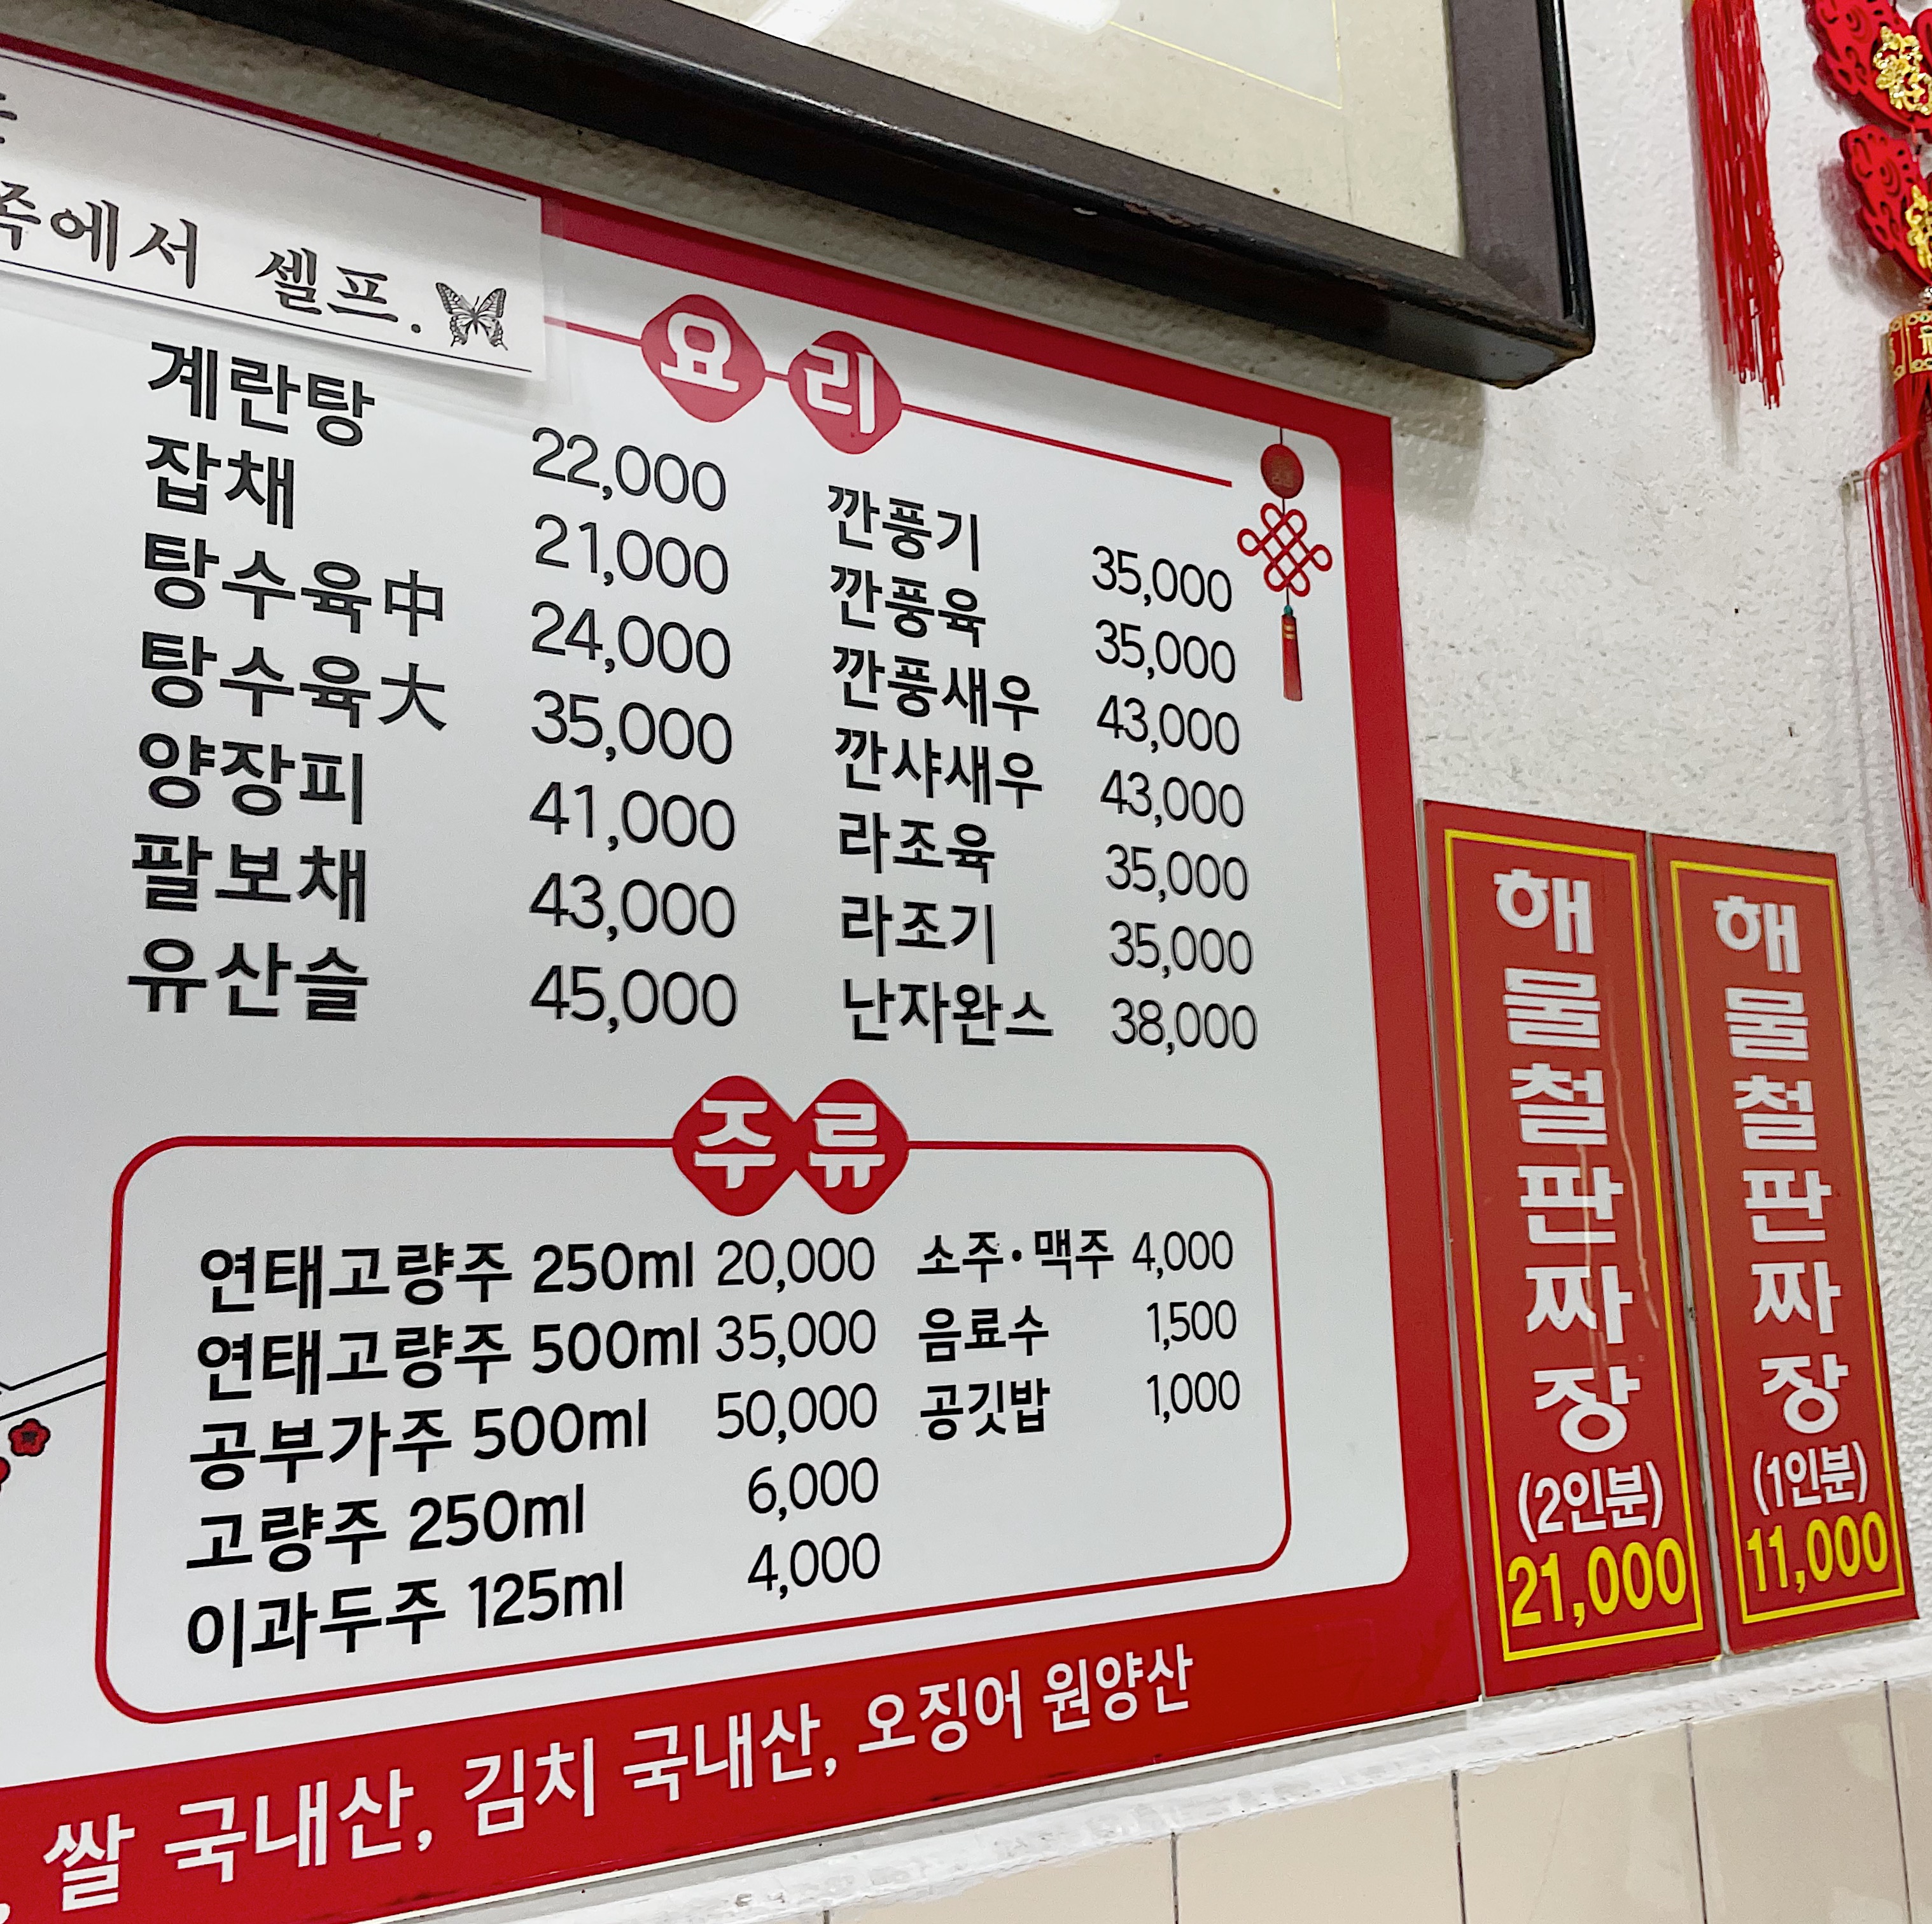 쪽에서 셀프.
요리
계란탕 22,000
잡채 21,000
탕수육中 24,000
탕수육大 35,000
양장피 41,000
팔보채 43,000
유산슬 45,000
깐풍기 35,000
깐풍육 35,000
깐풍새우 43,000
깐샤새우 43,000
라조육 35,000
라조기 35,000
난자완스 38,000
주류
연태고량주 250ml 20,000
연태고량주 500ml 35,000
공부가주 500ml 50,000
고량주 250ml 6,000
이과두주 125ml 4,000
소주·맥주 4,000
음료수 1,500
공깃밥 1,000
, 쌀 국내산, 김치 국내산, 오징어 원양산
해물철판짜장
(2인분)
21,000
해물철판짜장
(1인분)
11,000